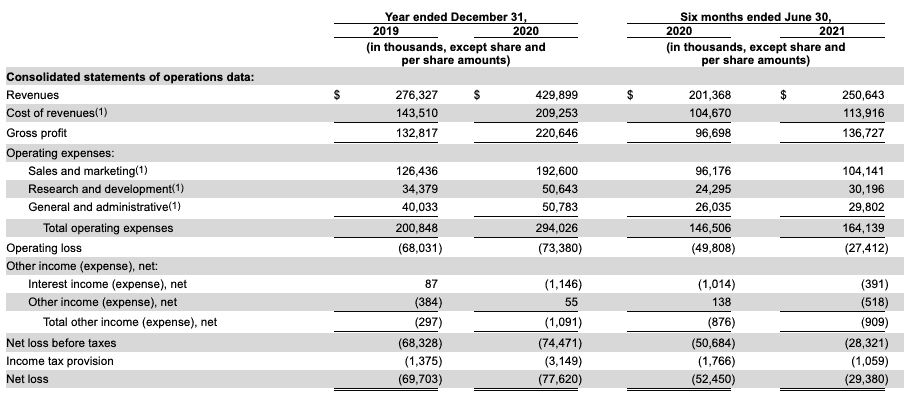 Year ended December 31, Six months ended June 30,
2019 2020 2020 2021
(in thousands, except share and (in thousands, except share and
per share amounts) per share amounts)
Consolidated statements of operations data:
Revenues $ 276,327 $ 429,899 $ 201,368 $ 250,643
Cost of revenues(1) 143,510 209,253 104,670 113,916
Gross profit 132,817 220,646 96,698 136,727
Operating expenses:
Sales and marketing(1) 126,436 192,600 96,176 104,141
Research and development(1) 34,379 50,643 24,295 30,196
General and administrative(1) 40,033 50,783 26,035 29,802
Total operating expenses 200,848 294,026 146,506 164,139
Operating loss (68,031) (73,380) (49,808) (27,412)
Other income (expense), net:
Interest income (expense), net 87 (1,146) (1,014) (391)
Other income (expense), net (384) 55 138 (518)
Total other income (expense), net (297) (1,091) (876) (909)
Net loss before taxes (68,328) (74,471) (50,684) (28,321)
Income tax provision (1,375) (3,149) (1,766) (1,059)
Net loss (69,703) (77,620) (52,450) (29,380)